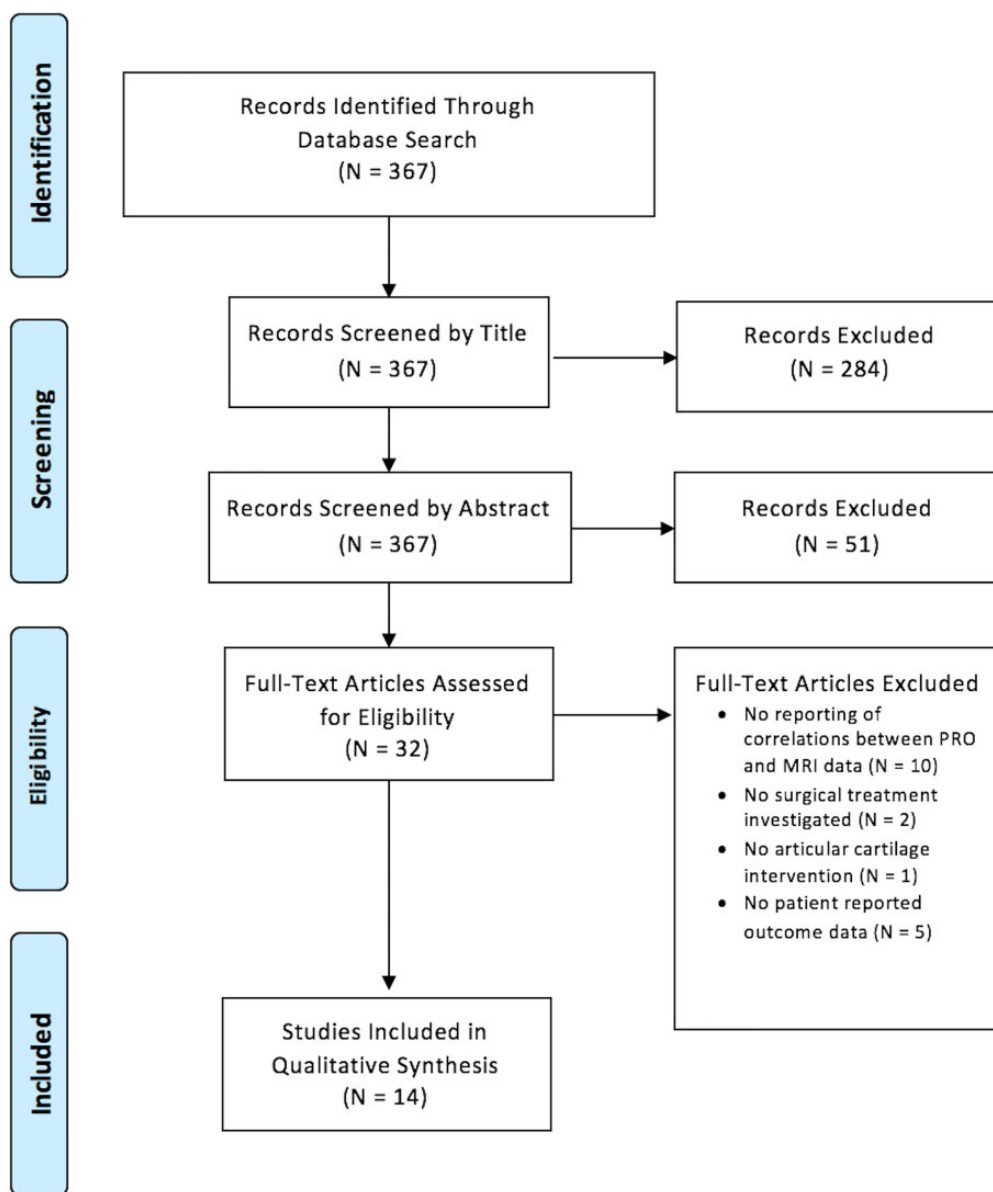 Identification
Records Identified Through
Database Search
(N = 367)
Screening
Records Screened by Title
(N = 367)
Records Excluded
(N = 284)
Records Screened by Abstract
(N = 367)
Records Excluded
(N = 51)
Eligibility
Full-Text Articles Assessed
for Eligibility
(N = 32)
Full-Text Articles Excluded
• No reporting of
correlations between PRO
and MRI data (N = 10)
• No surgical treatment
investigated (N = 2)
• No articular cartilage
intervention (N = 1)
• No patient reported
outcome data (N = 5)
Included
Studies Included in
Qualitative Synthesis
(N = 14)